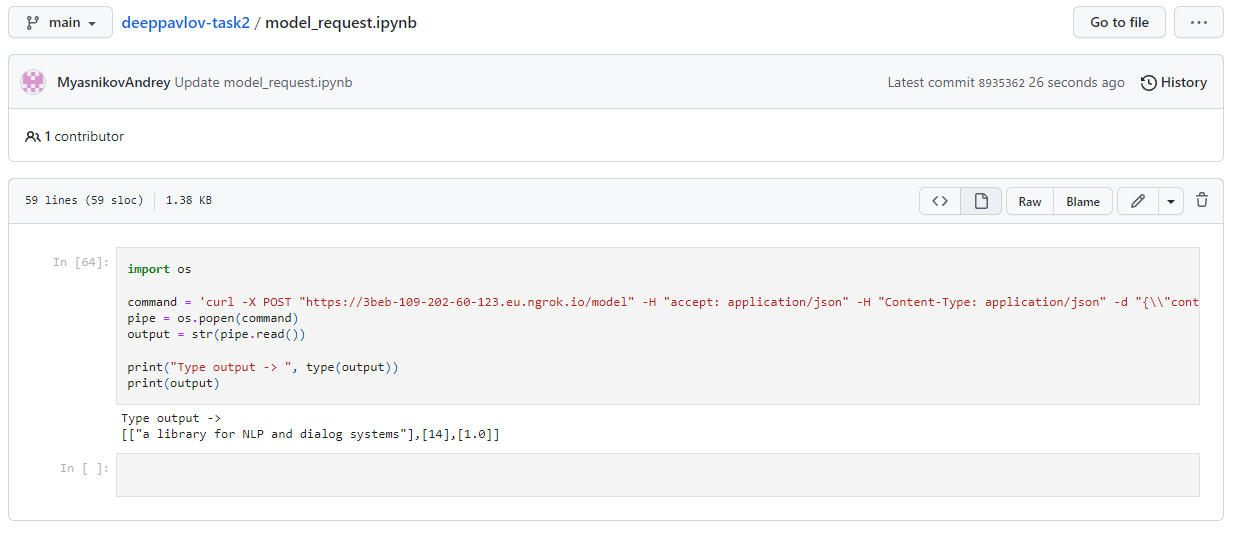 main
deeppavlov-task2 / model_request.ipynb
Go to file
...
MyasnikovAndrey Update model_request.ipynb
Latest commit 8935362 26 seconds ago
History
1 contributor
59 lines (59 sloc) 1.38 KB
<>
Raw
Blame
In [64]:
import os
command = 'curl -X POST "https://3beb-109-202-60-123.eu.ngrok.io/model" -H "accept: application/json" -H "Content-Type: application/json" -d "{\\"cont
pipe = os.popen(command)
output = str(pipe.read())
print("Type output -> ", type(output))
print(output)
Type output ->
[["a library for NLP and dialog systems"],[14],[1.0]]
In [ ]: